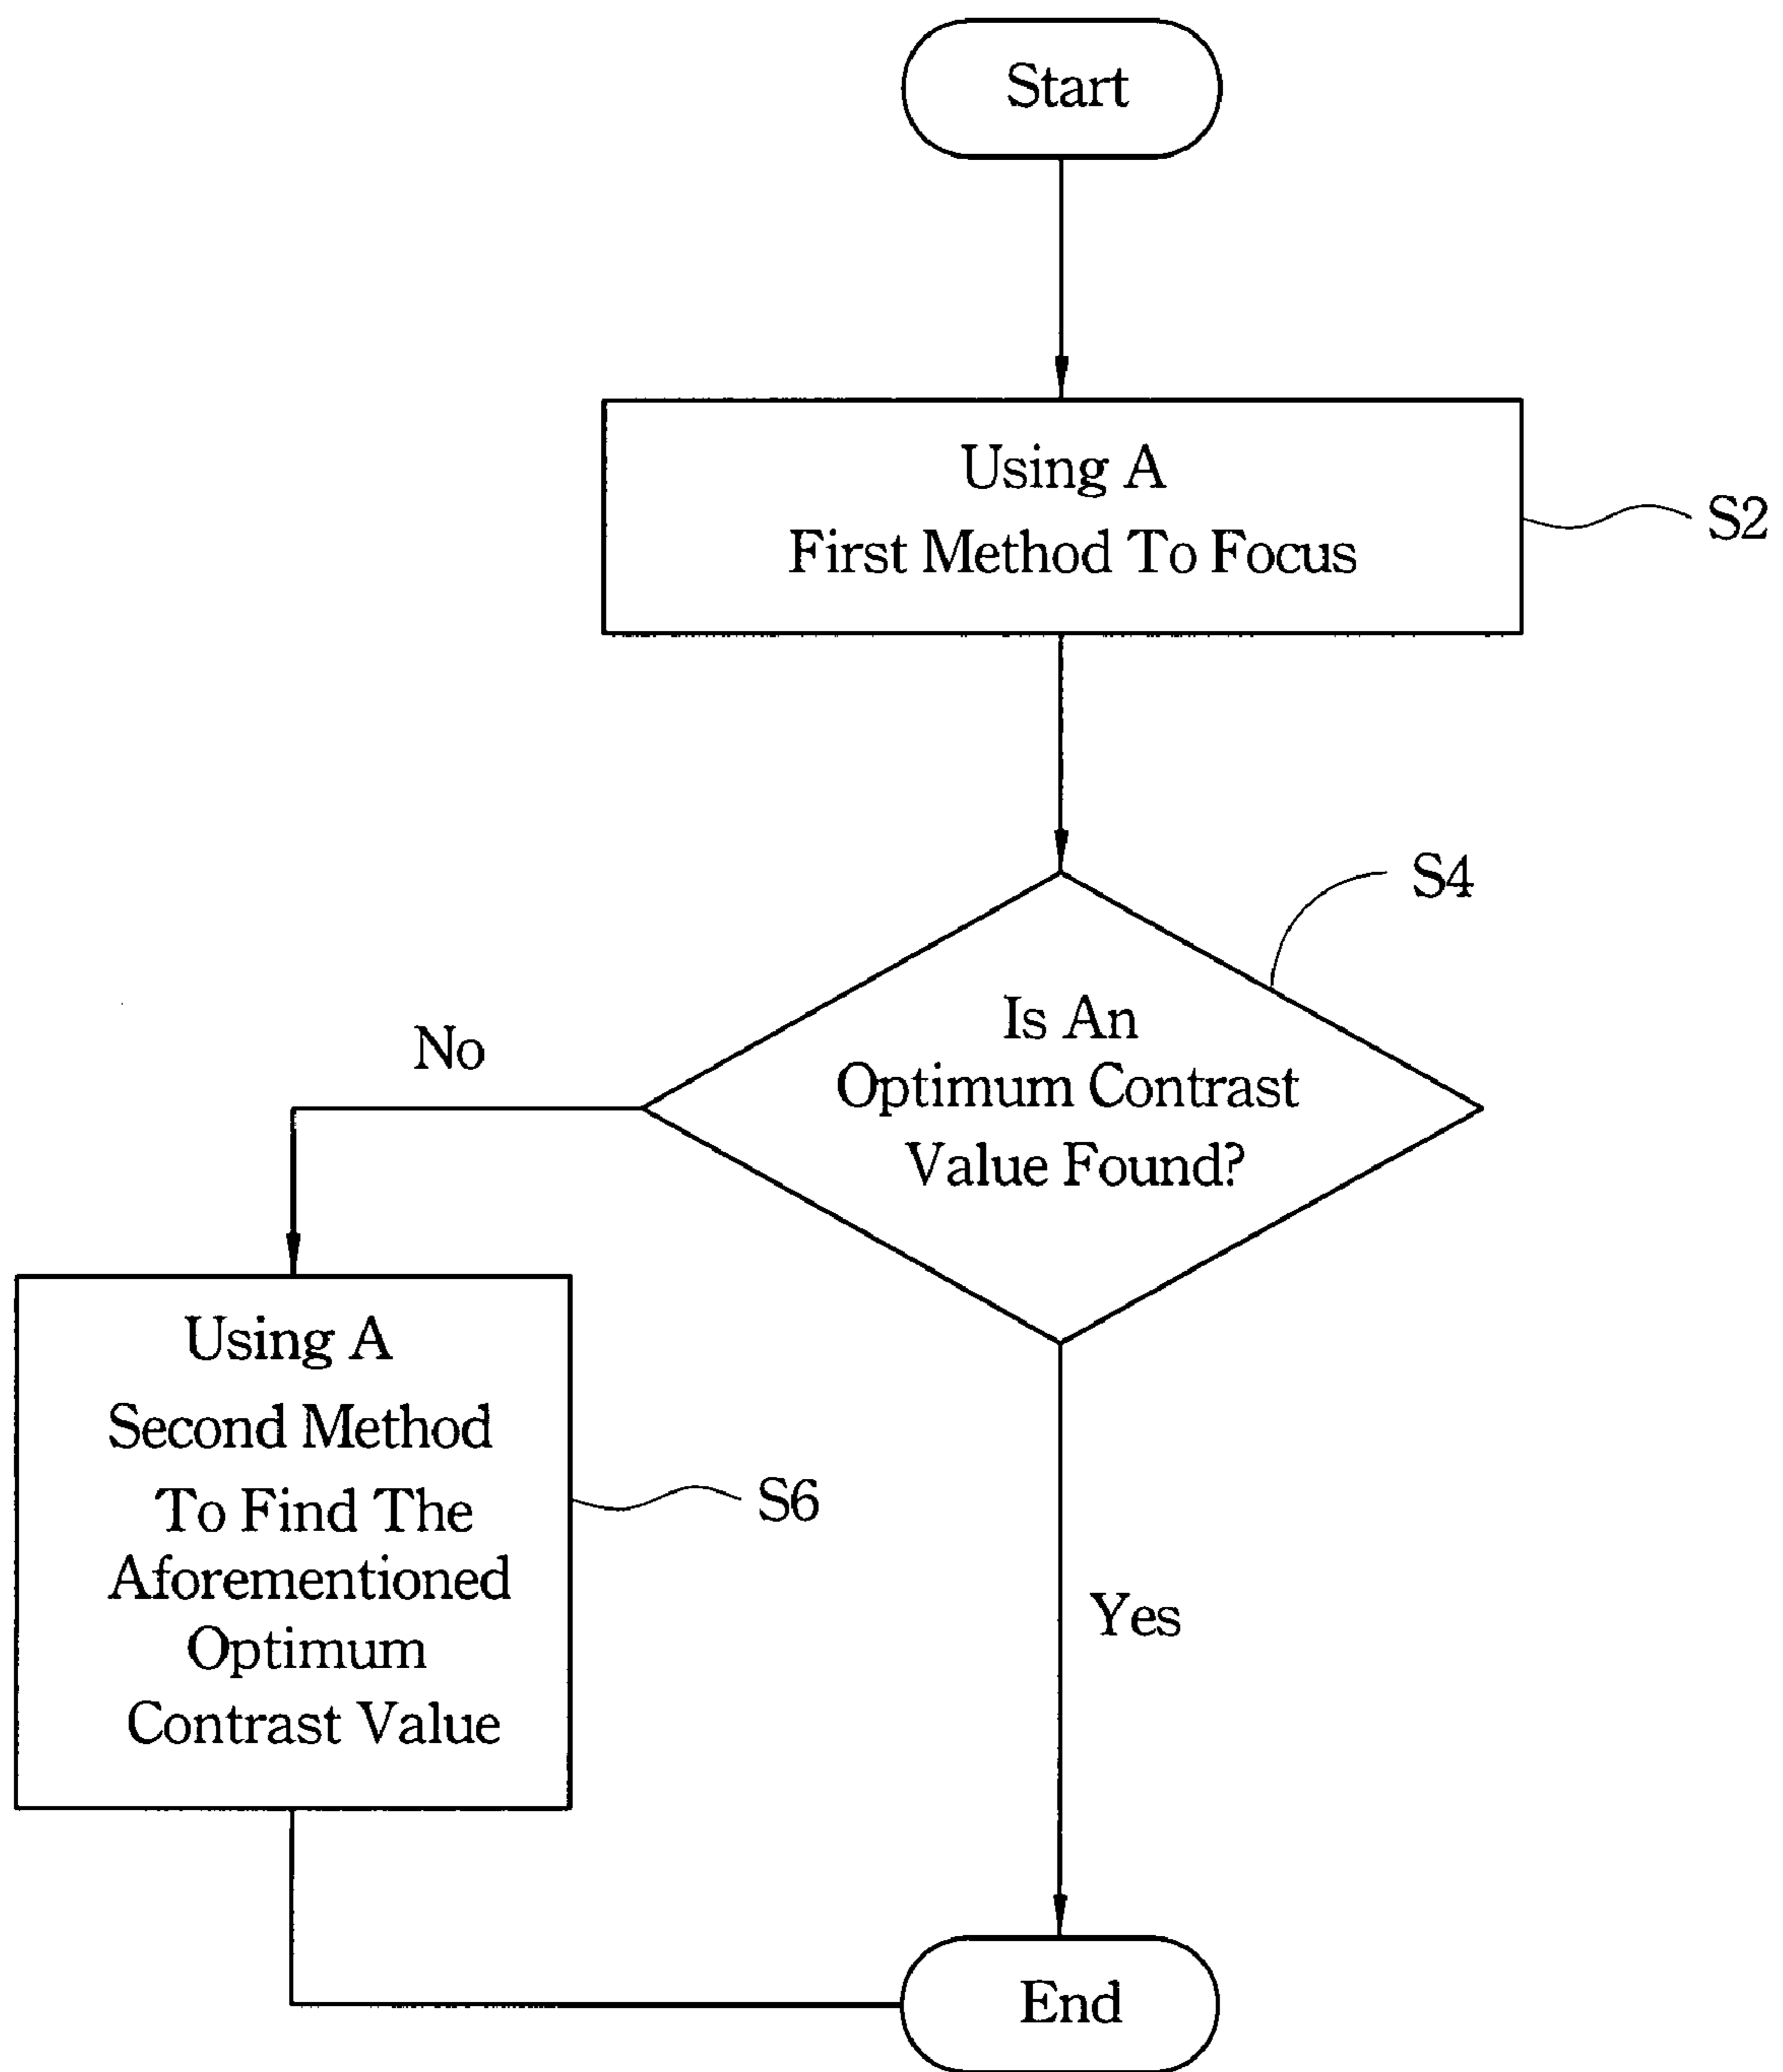 Start
Using A
First Method To Focus
S2
S4
Is An
Optimum Contrast
Value Found?
No
Using A
Second Method
To Find The
Aforementioned
Optimum
Contrast Value
S6
Yes
End